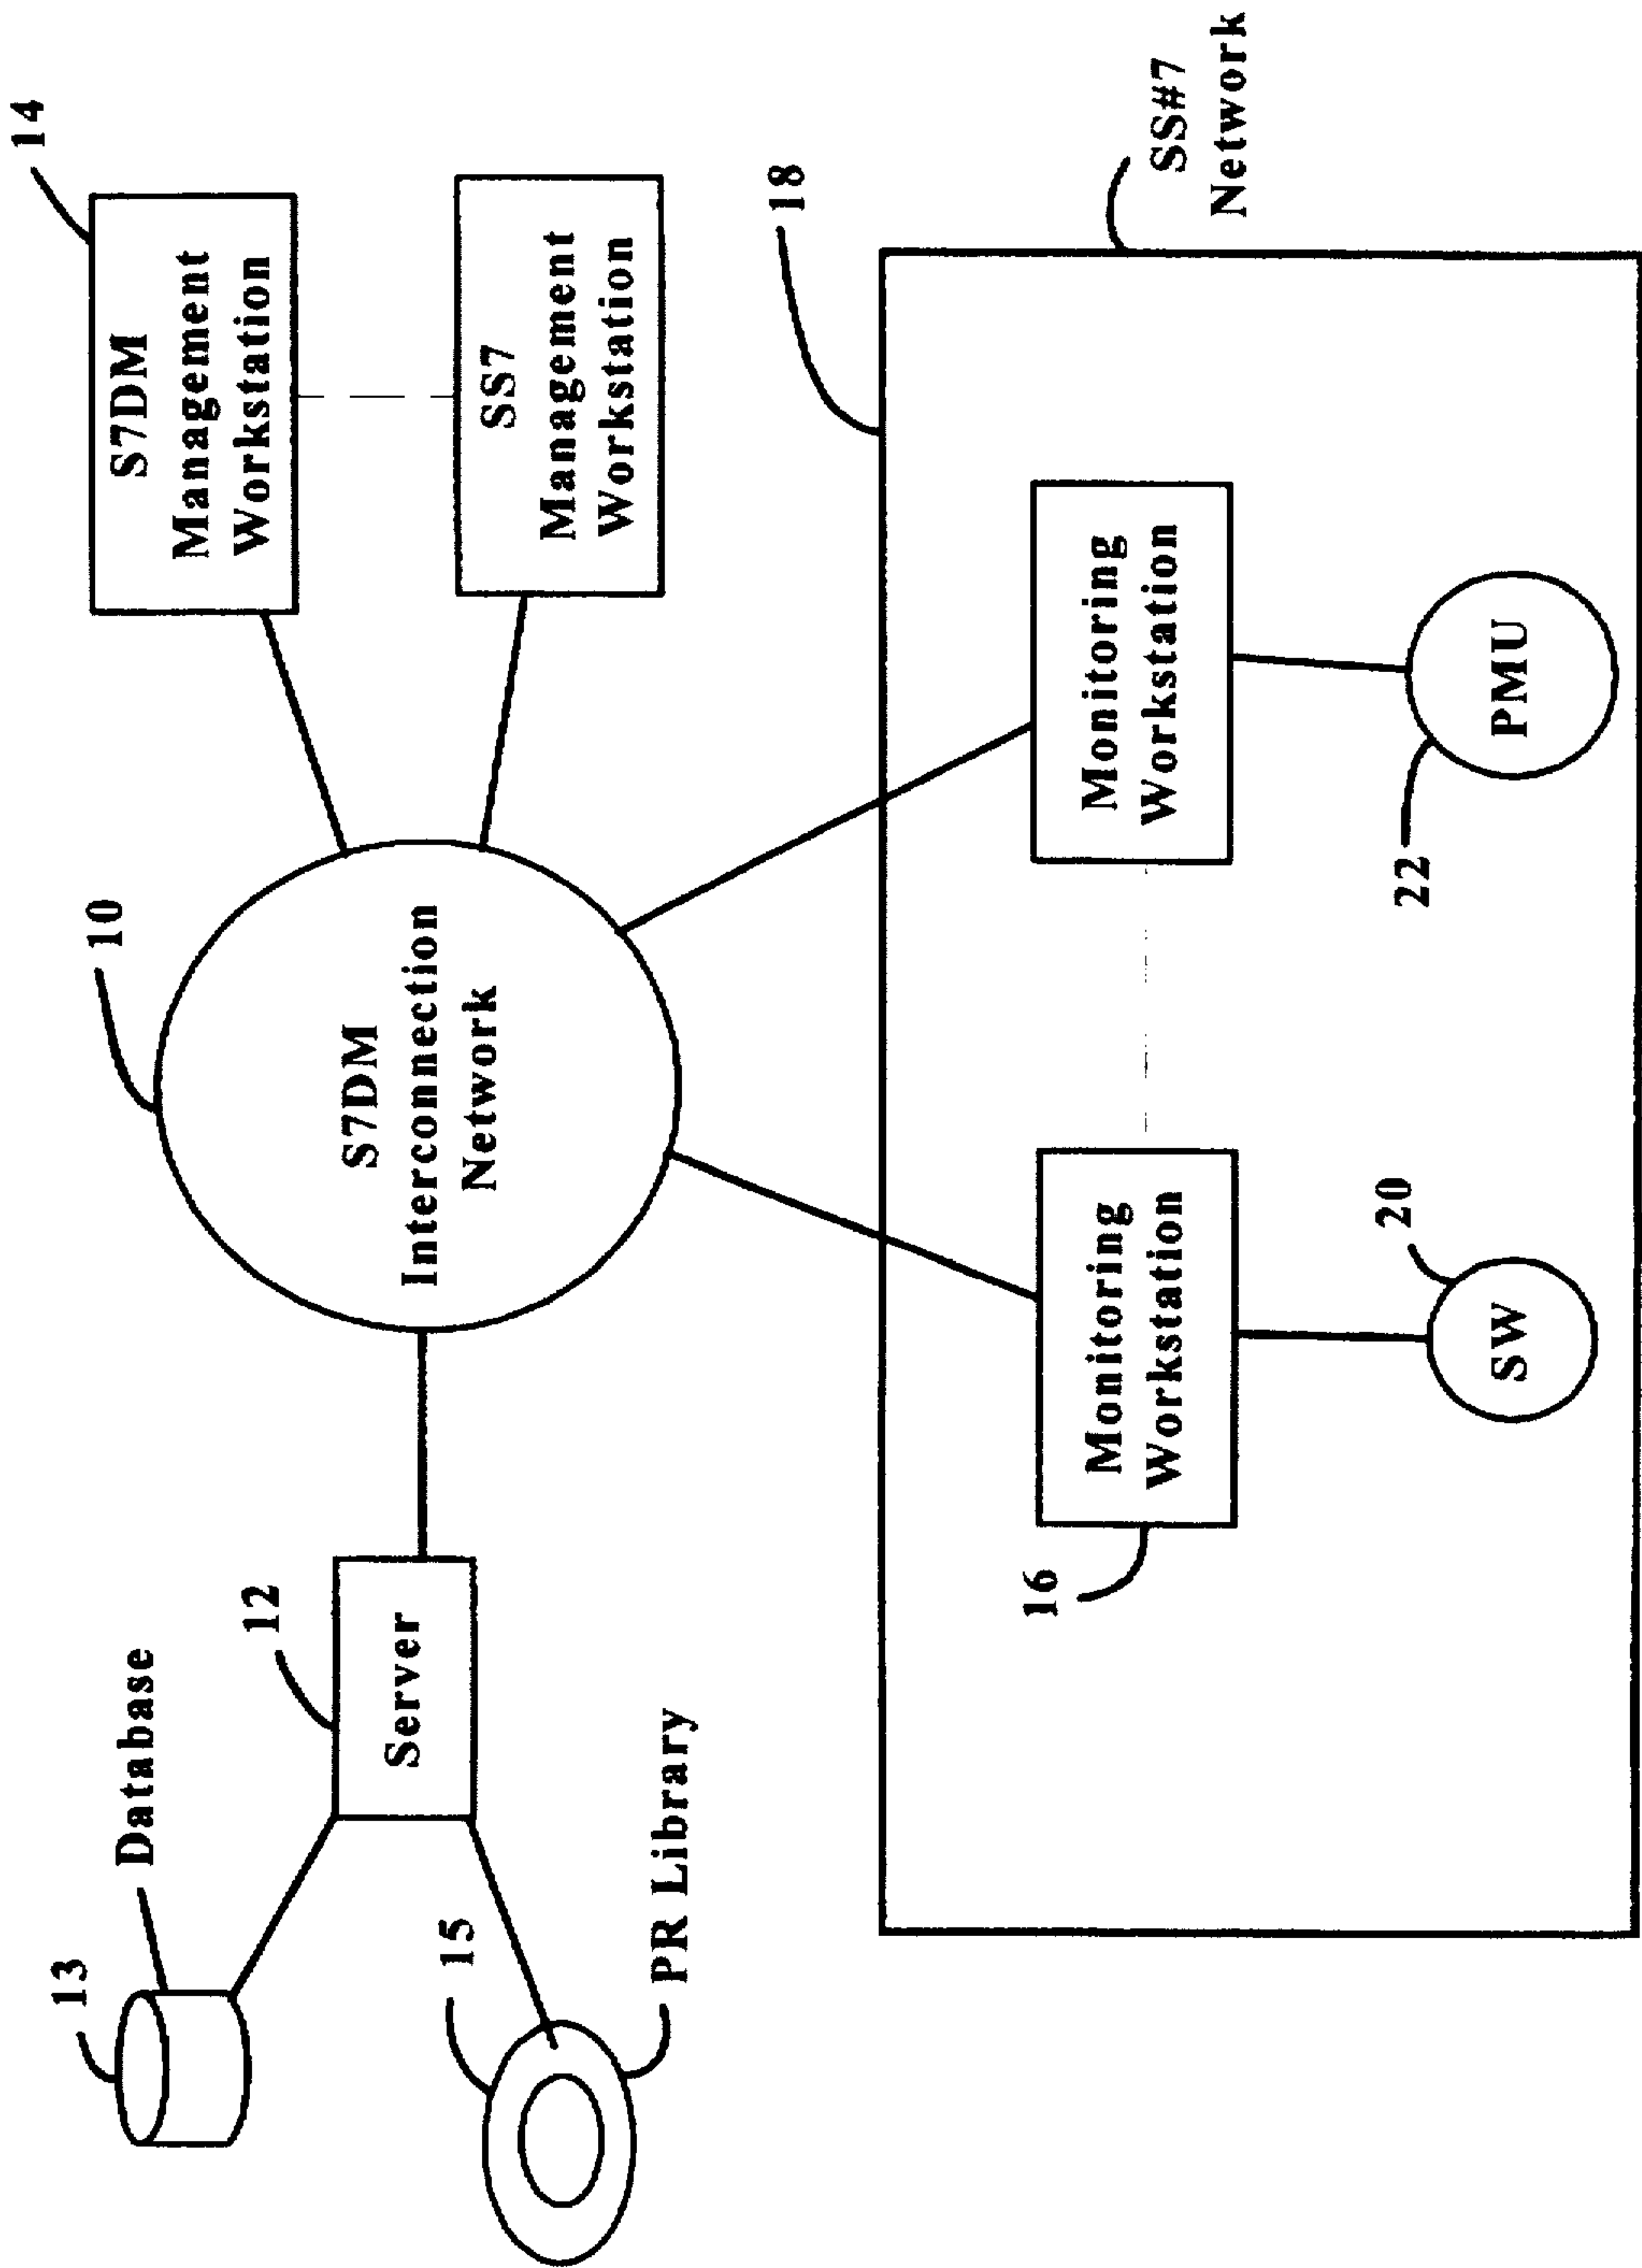 13
Database
12
Server
15
PR Library
10
S7DM
Interconnection
Network
14
S7DM
Management
Workstation
SS7
Management
Workstation
18
SS#7
Network
16
Monitoring
Workstation
Monitoring
Workstation
20
SW
22
PMU